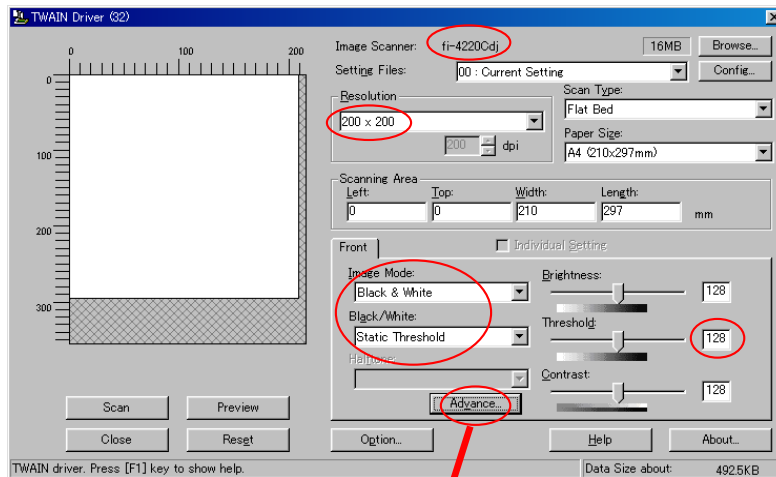 TWAIN Driver (32)
0 100 200
0
100
200
300
Image Scanner: fi-4220Cdj 16MB Browse...
Setting Files: 00 : Current Setting Config...
Resolution
200 x 200
200 dpi
Scan Type:
Flat Bed
Paper Size:
A4 (210x297mm)
Scanning Area
Left: Top: Width: Length:
0 0 210 297 mm
Front Individual Setting
Image Mode:
Black & White
Black/White:
Static Threshold
Halftone:
Advance...
Brightness:
128
Threshold:
128
Contrast:
128
Scan Preview
Close Reset Option... Help About...
TWAIN driver. Press [F1] key to show help. Data Size about: 492.5KB